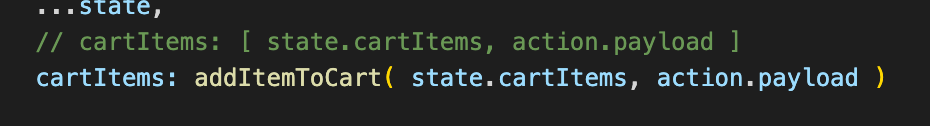 ...state,
// cartItems: [ state.cartItems, action.payload ]
cartItems: addItemToCart( state.cartItems, action.payload )